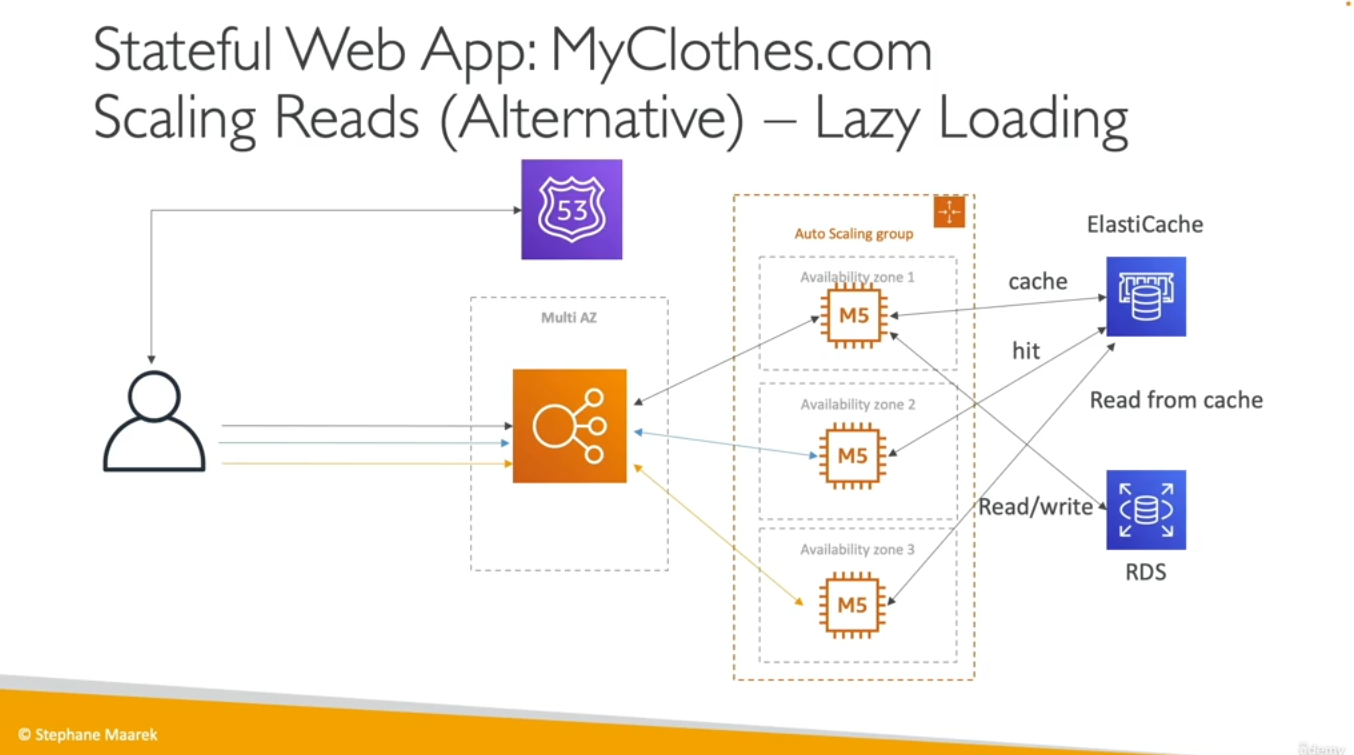 Stateful Web App: MyClothes.com
Scaling Reads (Alternative) – Lazy Loading
53
Auto Scaling group
ElastiCache
Availability zone 1
cache
M5
Multi AZ
hit
Read from cache
Availability zone 2
M5
Read/write
Availability zone 3
RDS
M5
© Stephane Maarek
ûdemy